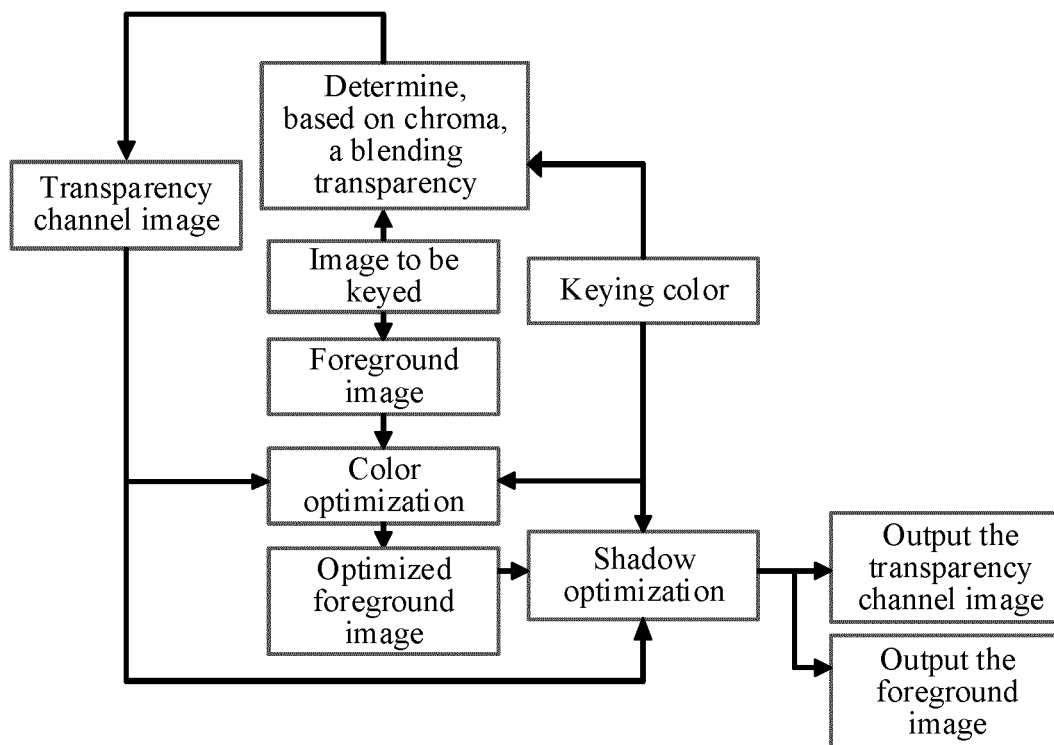 Determine,
based on chroma,
a blending
transparency
Transparency
channel image
Image to be
keyed
Keying color
Foreground
image
Color
optimization
Optimized
foreground
image
Shadow
optimization
Output the
transparency
channel image
Output the
foreground
image